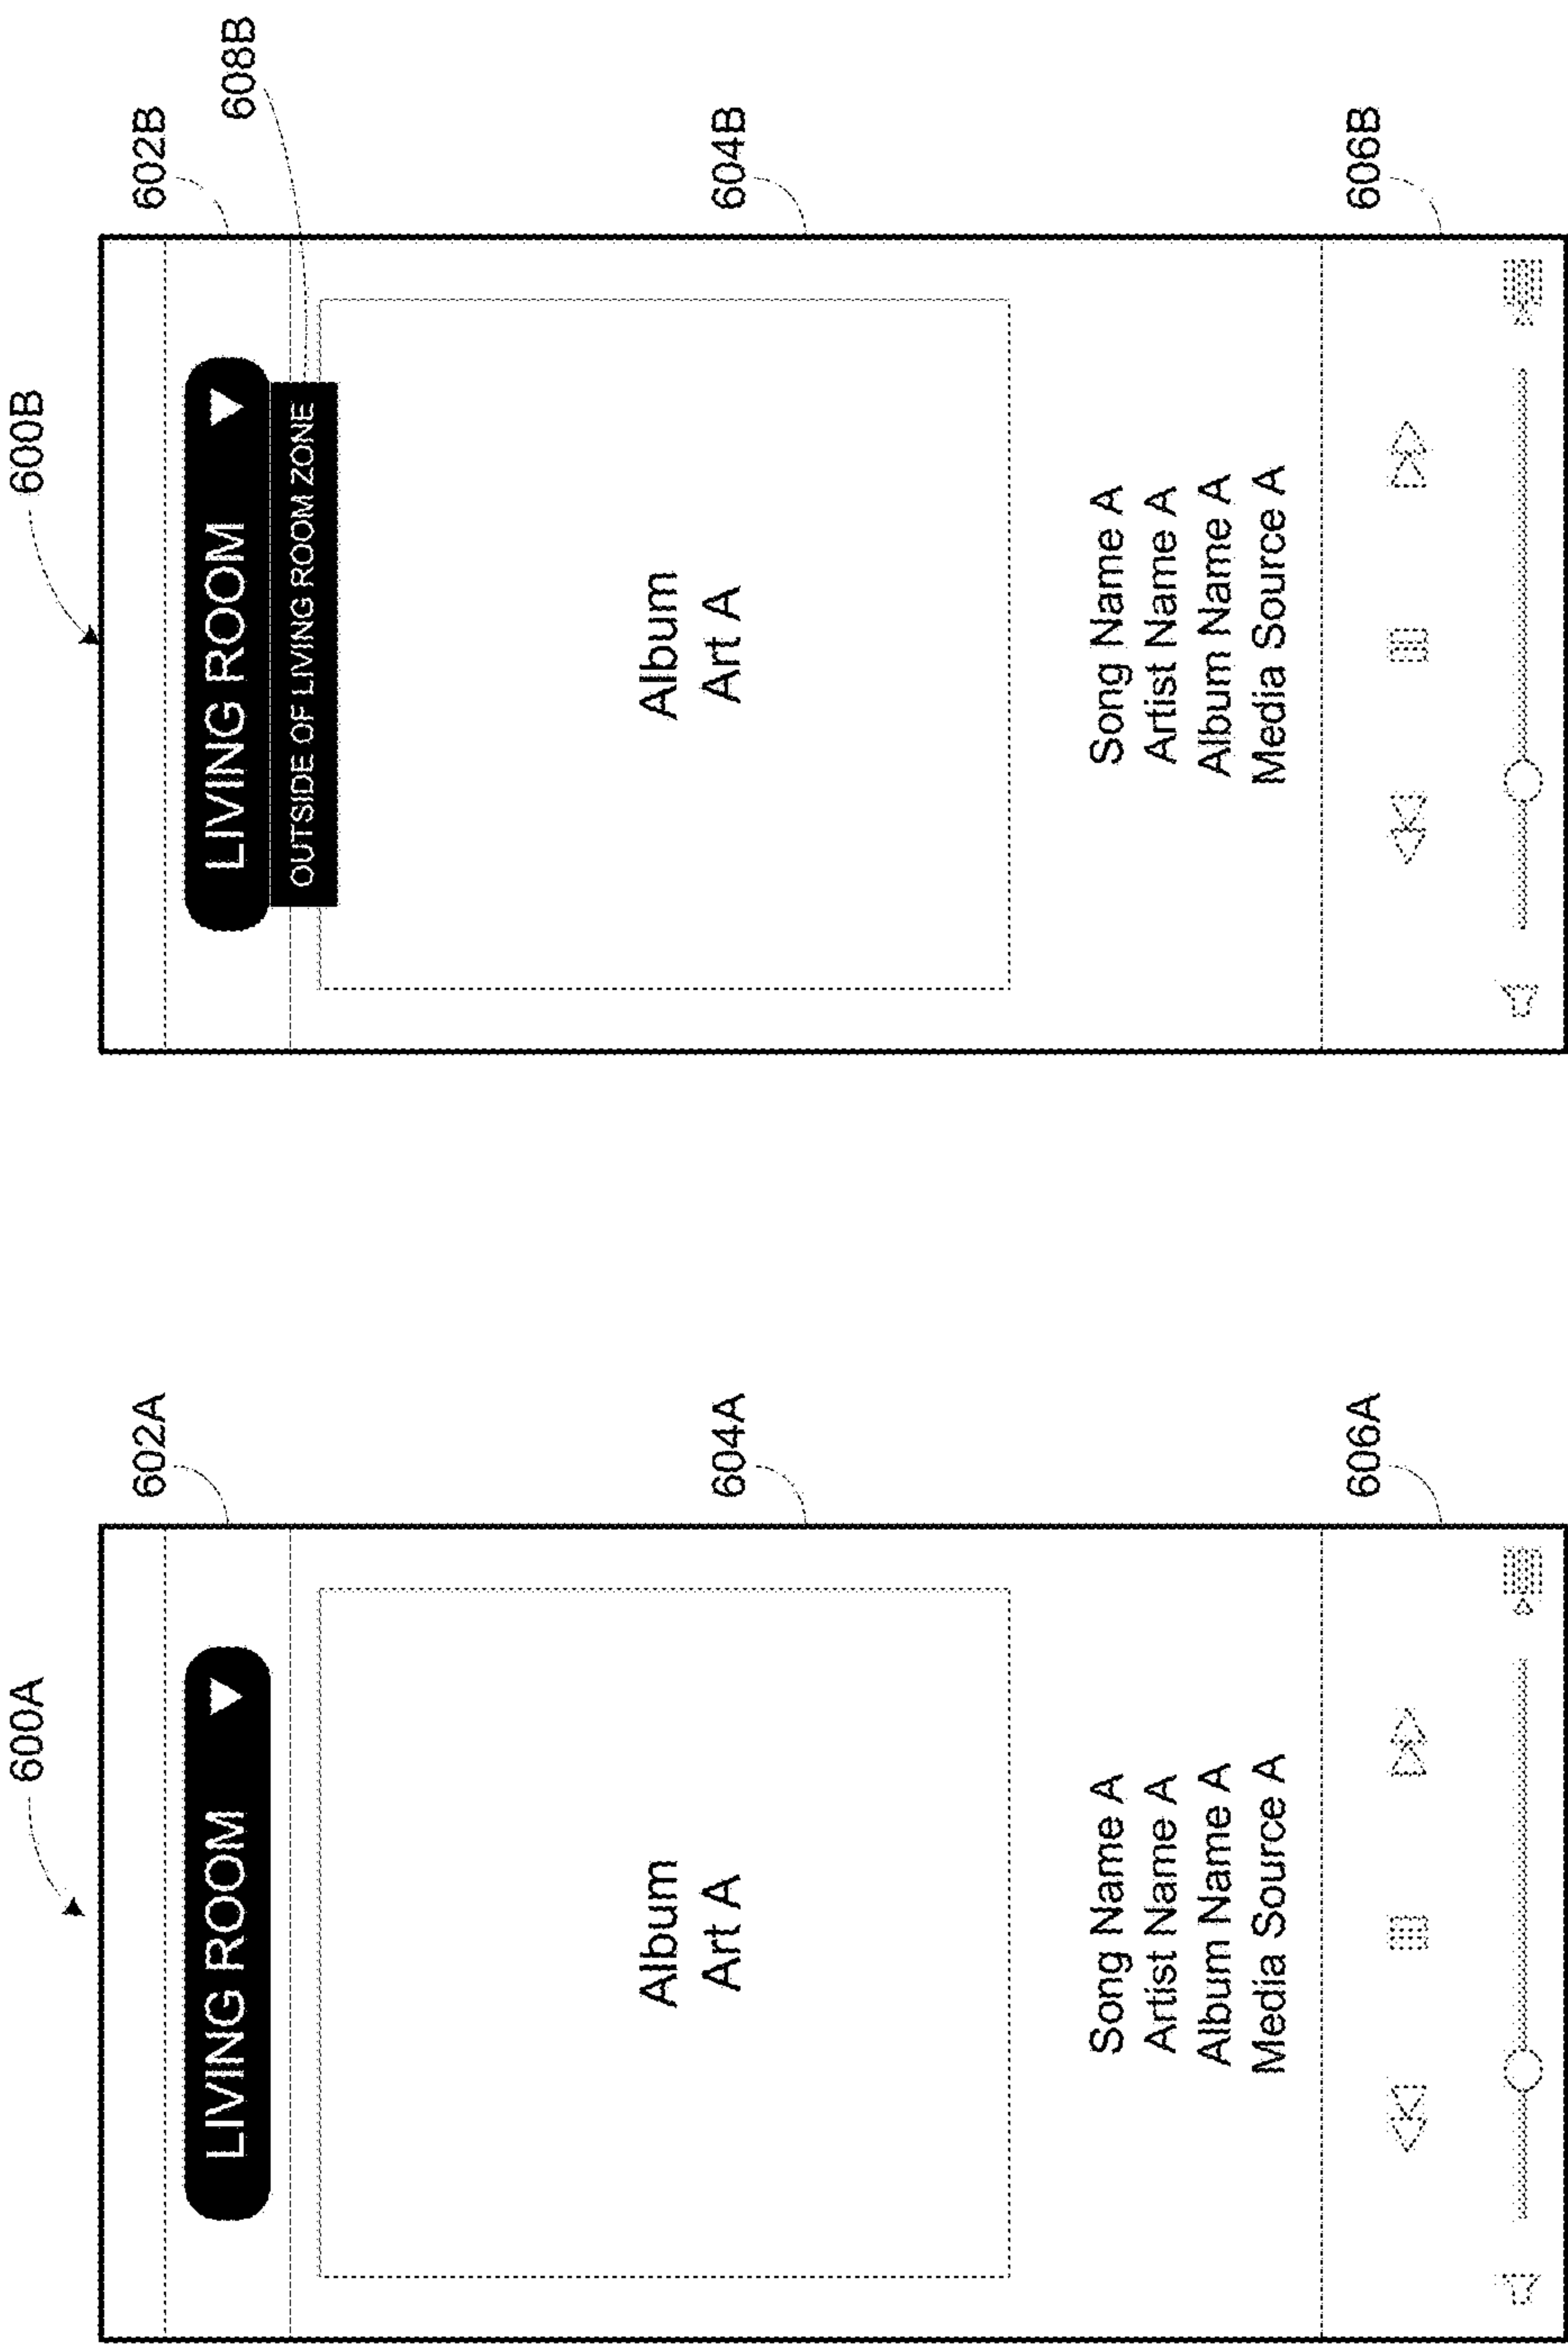 600A
602A
LIVING ROOM
604A
Album
Art A
Song Name A
Artist Name A
Album Name A
Media Source A
606A
600B
602B
608B
LIVING ROOM
OUTSIDE OF LIVING ROOM ZONE
604B
Album
Art A
Song Name A
Artist Name A
Album Name A
Media Source A
606B